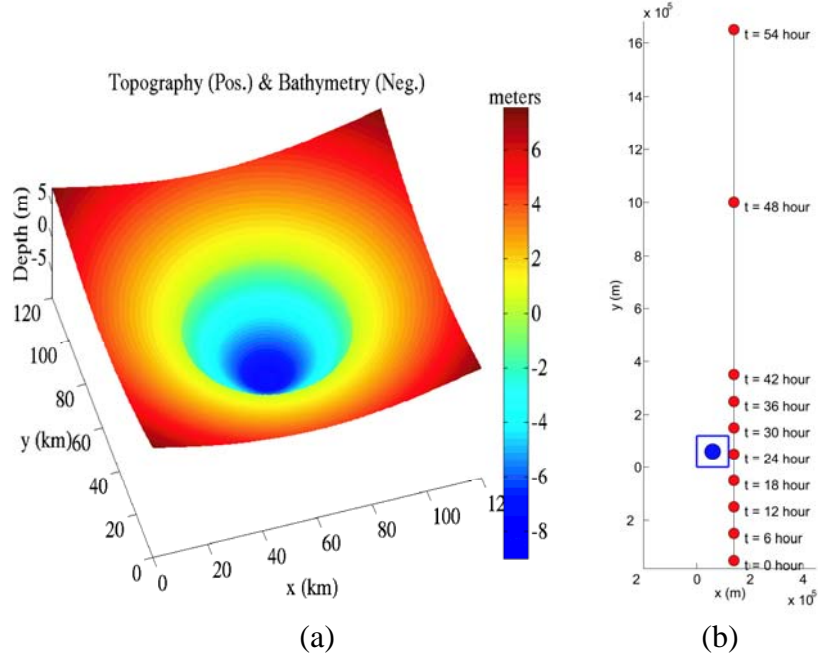 Topography (Pos.) & Bathymetry (Neg.)
meters
6
4
2
0
-2
-4
-6
-8
Depth (m)
5
0
-5
120
100
80
60
40
20
0
y (km)
0
20
40
60
80
100
12
x (km)
(a)
x 10^5
16
14
12
10
8
6
4
2
0
2
y (m)
t = 54 hour
t = 48 hour
t = 42 hour
t = 36 hour
t = 30 hour
t = 24 hour
t = 18 hour
t = 12 hour
t = 6 hour
t = 0 hour
2
0
2
4
x (m)
x 10^5
(b)